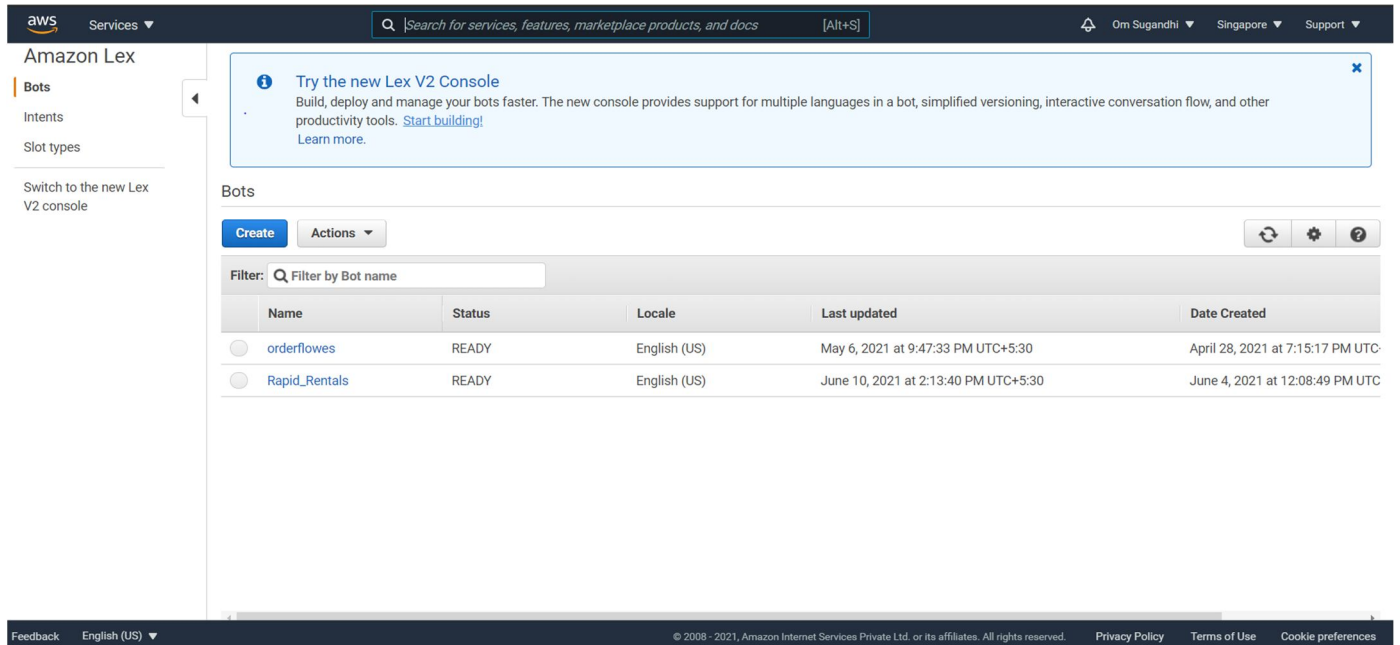 aws Services ▼ Search for services, features, marketplace products, and docs [Alt+S] Om Sugandhi ▼ Singapore ▼ Support ▼
Amazon Lex
Bots
Intents
Slot types
Switch to the new Lex
V2 console
Try the new Lex V2 Console
Build, deploy and manage your bots faster. The new console provides support for multiple languages in a bot, simplified versioning, interactive conversation flow, and other
productivity tools. Start building!
Learn more.
Bots
Create Actions
Filter: Filter by Bot name
Name Status Locale Last updated Date Created
orderflowes READY English (US) May 6, 2021 at 9:47:33 PM UTC+5:30 April 28, 2021 at 7:15:17 PM UTC-
Rapid_Rentals READY English (US) June 10, 2021 at 2:13:40 PM UTC+5:30 June 4, 2021 at 12:08:49 PM UTC
Feedback English (US) ▼ © 2008 - 2021, Amazon Internet Services Private Ltd. or its affiliates. All rights reserved. Privacy Policy Terms of Use Cookie preferences